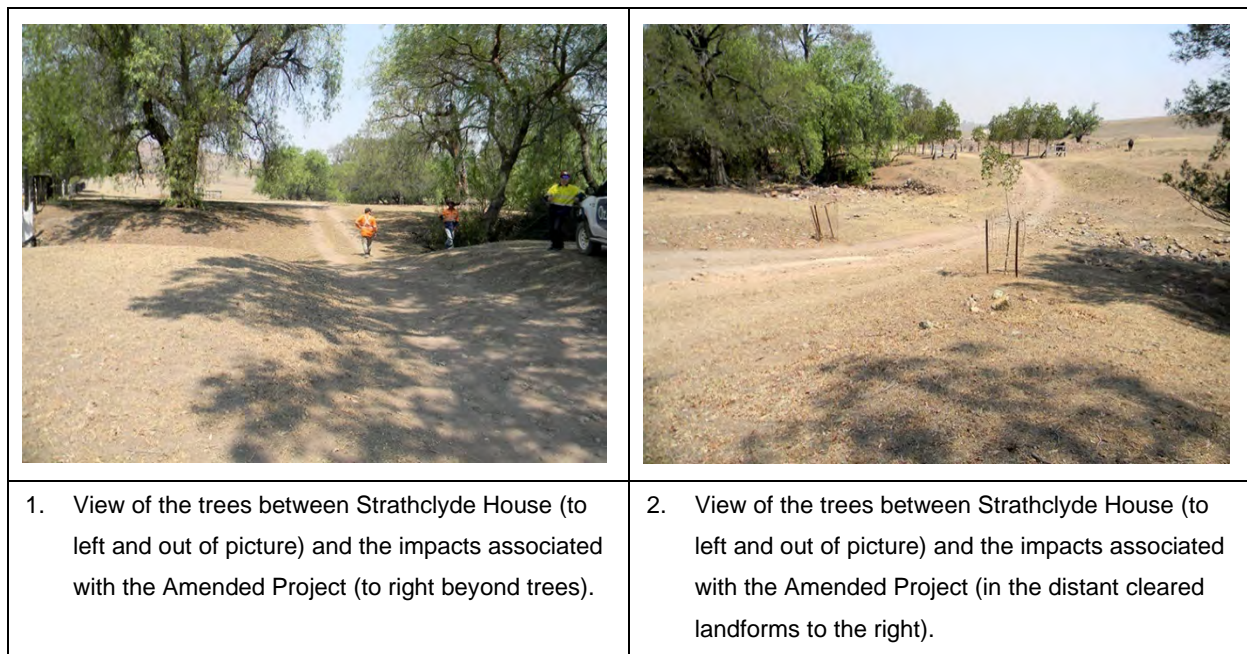 1. View of the trees between Strathclyde House (to
left and out of picture) and the impacts associated
with the Amended Project (to right beyond trees).
2. View of the trees between Strathclyde House (to
left and out of picture) and the impacts associated
with the Amended Project (in the distant cleared
landforms to the right).